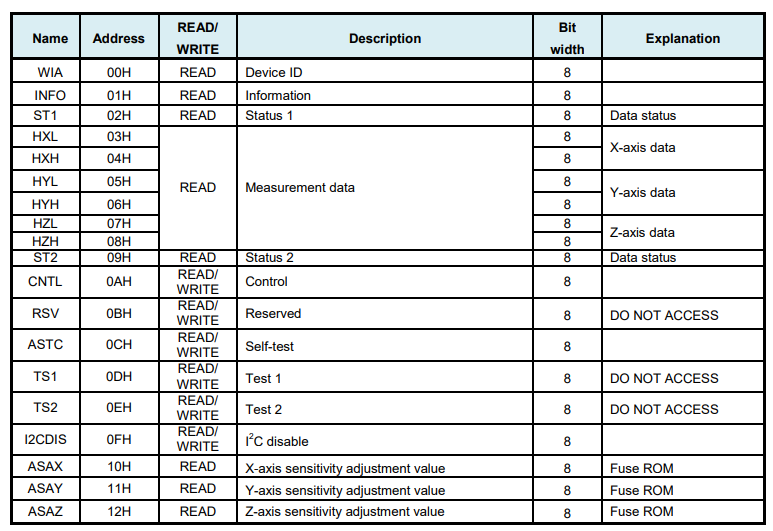 Name Address READ/ WRITE Description Bit width Explanation
WIA 00H READ Device ID 8
INFO 01H READ Information 8
ST1 02H READ Status 1 8 Data status
HXL 03H READ Measurement data 8 X-axis data
HXH 04H 8
HYL 05H 8 Y-axis data
HYH 06H 8
HZL 07H 8 Z-axis data
HZH 08H 8
ST2 09H READ Status 2 8 Data status
CNTL 0AH READ/ WRITE Control 8
RSV 0BH READ/ WRITE Reserved 8 DO NOT ACCESS
ASTC 0CH READ/ WRITE Self-test 8
TS1 0DH READ/ WRITE Test 1 8 DO NOT ACCESS
TS2 0EH READ/ WRITE Test 2 8 DO NOT ACCESS
I2CDIS 0FH READ/ WRITE I²C disable 8
ASAX 10H READ X-axis sensitivity adjustment value 8 Fuse ROM
ASAY 11H READ Y-axis sensitivity adjustment value 8 Fuse ROM
ASAZ 12H READ Z-axis sensitivity adjustment value 8 Fuse ROM